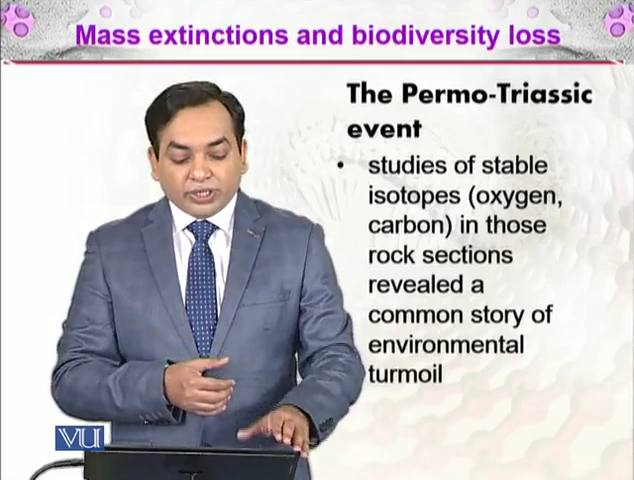 Mass extinctions and biodiversity loss
The Permo-Triassic
event
• studies of stable
isotopes (oxygen,
carbon) in those
rock sections
revealed a
common story of
environmental
turmoil
VU